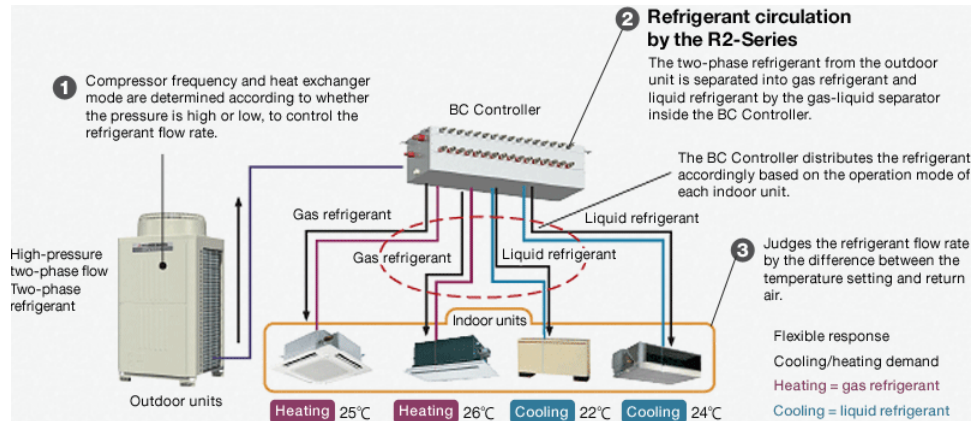 1
Compressor frequency and heat exchanger
mode are determined according to whether
the pressure is high or low, to control the
refrigerant flow rate.
2
Refrigerant circulation
by the R2-Series
The two-phase refrigerant from the outdoor
unit is separated into gas refrigerant and
liquid refrigerant by the gas-liquid separator
inside the BC Controller.
BC Controller
The BC Controller distributes the refrigerant
accordingly based on the operation mode of
each indoor unit.
Gas refrigerant
Liquid refrigerant
Gas refrigerant
Liquid refrigerant
3
Judges the refrigerant flow rate
by the difference between the
temperature setting and return
air.
High-pressure
two-phase flow
Two-phase
refrigerant
Indoor units
Outdoor units
Flexible response
Cooling/heating demand
Heating = gas refrigerant
Cooling = liquid refrigerant
Heating 25℃
Heating 26℃
Cooling 22℃
Cooling 24℃